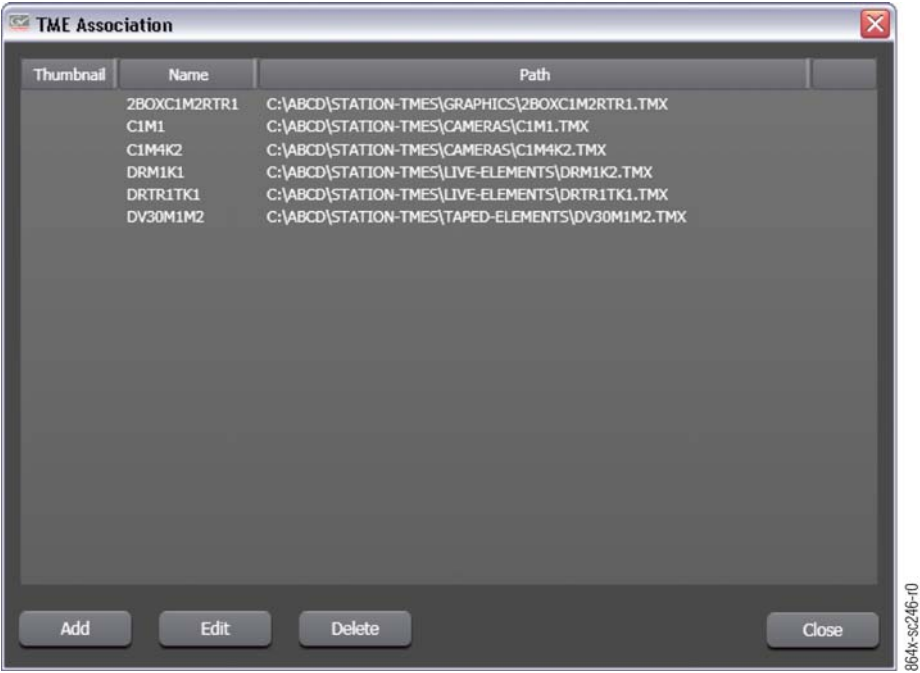 TME Association
Thumbnail Name Path
2BOXC1M2RTR1 C:\ABCD\STATION-TMES\GRAPHICS\2BOXC1M2RTR1.TMX
C1M1 C:\ABCD\STATION-TMES\CAMERAS\C1M1.TMX
C1M4K2 C:\ABCD\STATION-TMES\CAMERAS\C1M4K2.TMX
DRM1K1 C:\ABCD\STATION-TMES\LIVE-ELEMENTS\DRM1K2.TMX
DRTR1TK1 C:\ABCD\STATION-TMES\LIVE-ELEMENTS\DRTR1TK1.TMX
DV30M1M2 C:\ABCD\STATION-TMES\TAPED-ELEMENTS\DV30M1M2.TMX
Add Edit Delete Close
864x-sc246-r0